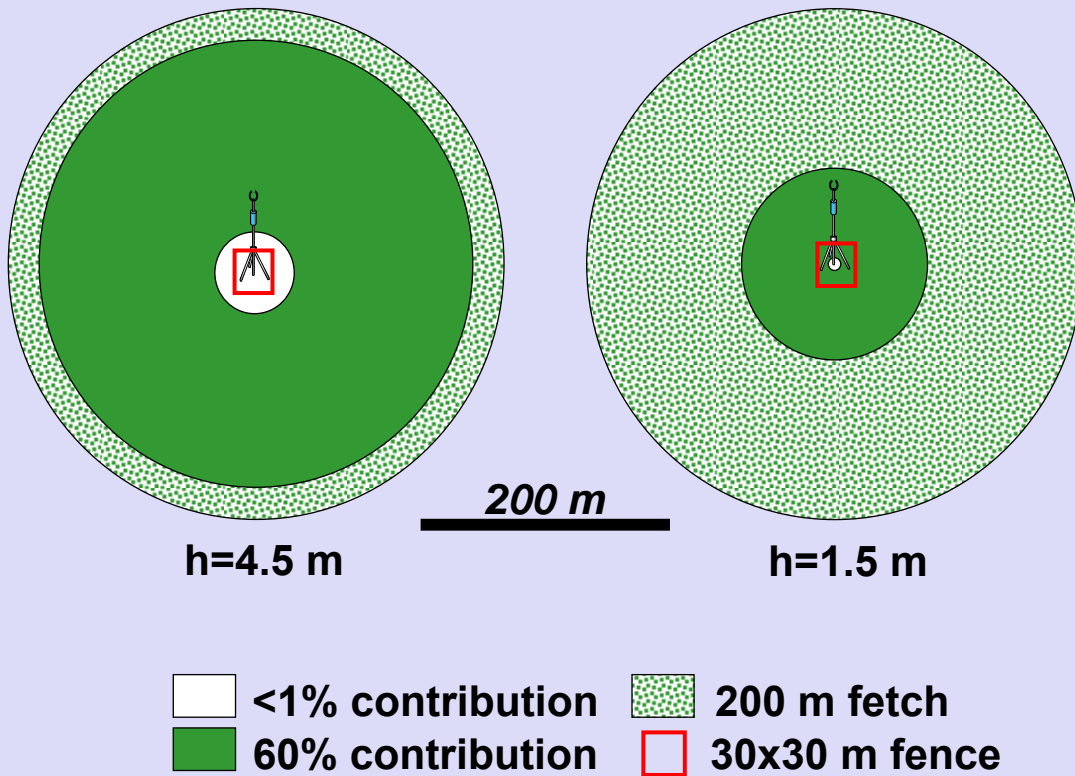 200 m
h=4.5 m
h=1.5 m
<1% contribution
200 m fetch
60% contribution
30x30 m fence